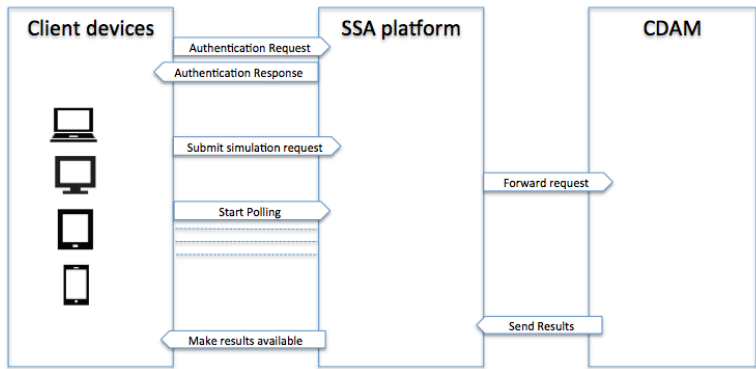 Client devices
SSA platform
CDAM
Authentication Request
Authentication Response
Submit simulation request
Forward request
Start Polling
Send Results
Make results available